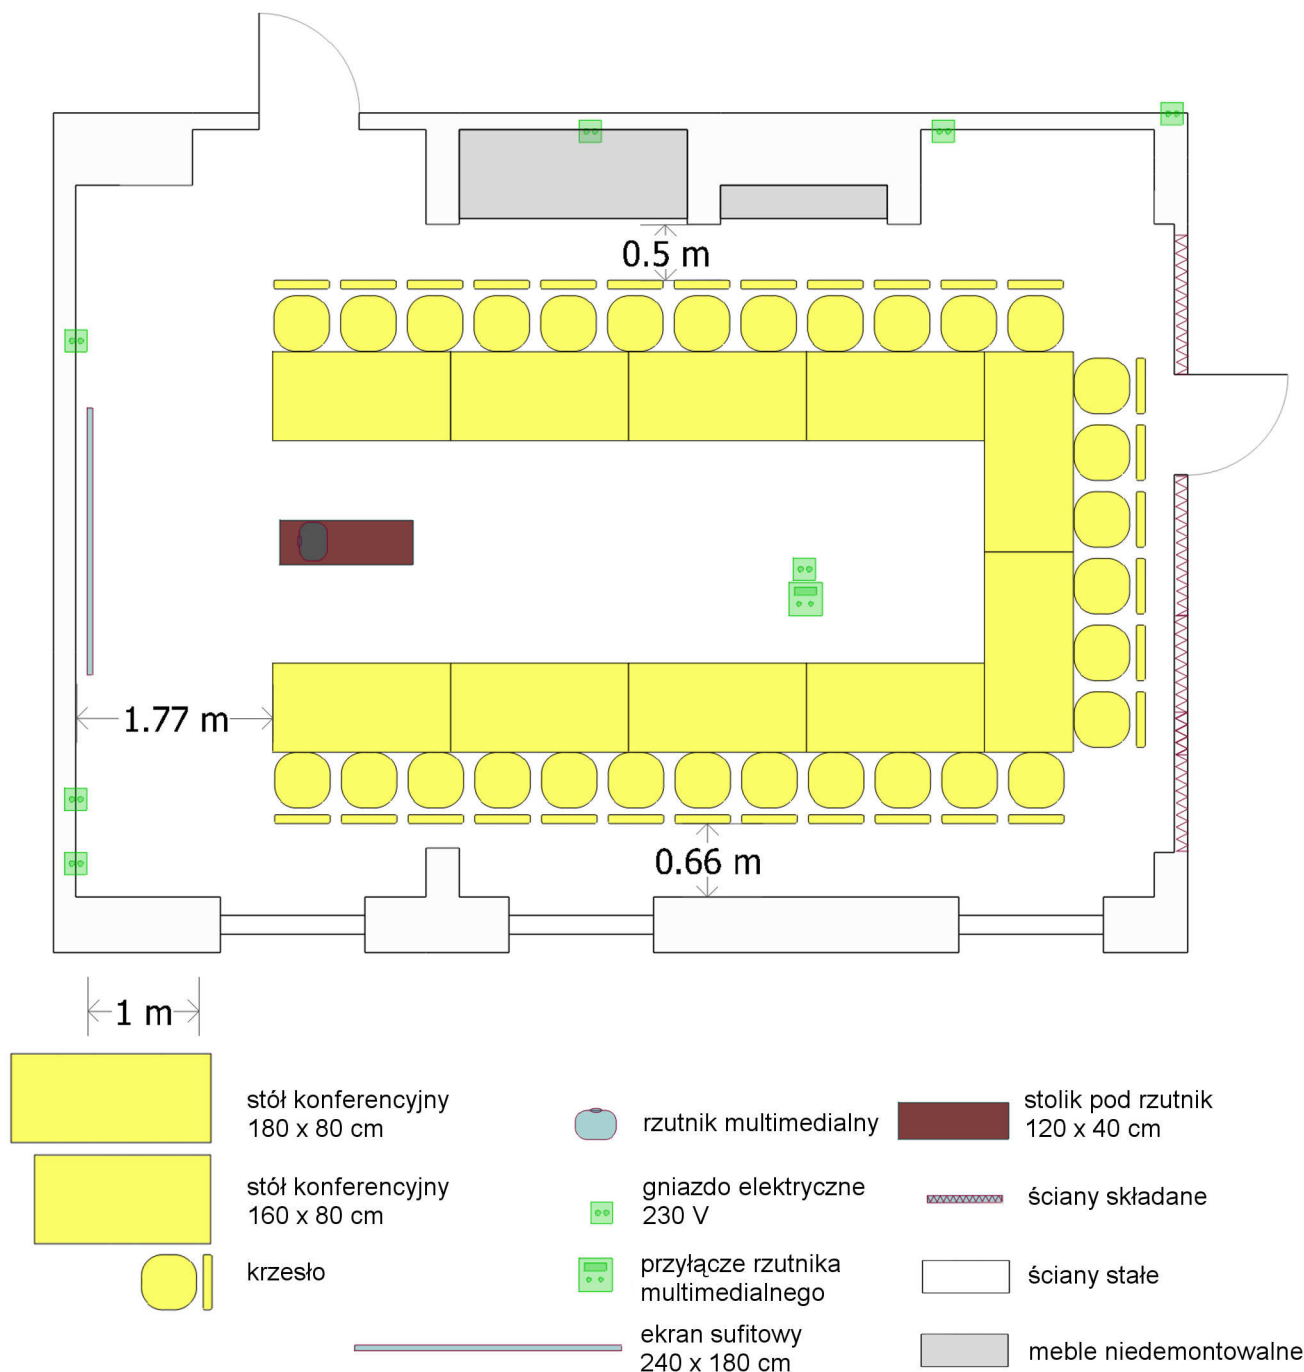 0.5 m
1.77 m
0.66 m
1 m
stół konferencyjny
180 x 80 cm
stół konferencyjny
160 x 80 cm
krzesło
rzutnik multimedialny
gniazdo elektryczne
230 V
przyłącze rzutnika
multimedialnego
ekran sufitowy
240 x 180 cm
stolik pod rzutnik
120 x 40 cm
ściany składane
ściany stałe
meble niedemontowalne